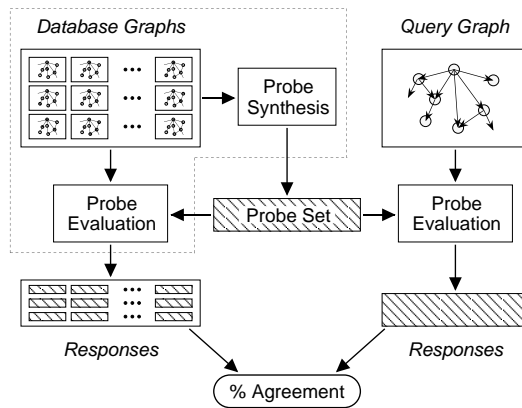 Database Graphs
Query Graph
Probe
Synthesis
Probe
Evaluation
Probe Set
Probe
Evaluation
Responses
Responses
% Agreement